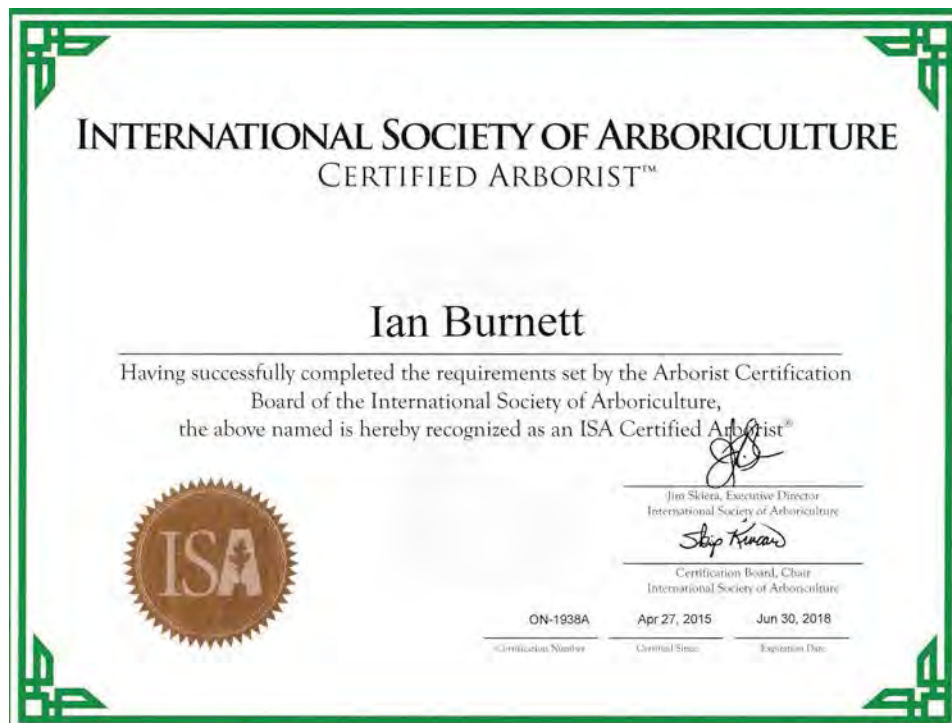 INTERNATIONAL SOCIETY OF ARBORICULTURE
CERTIFIED ARBORIST™
Ian Burnett
Having successfully completed the requirements set by the Arborist Certification
Board of the International Society of Arboriculture,
the above named is hereby recognized as an ISA Certified Arborist®
Jim Skiera, Executive Director
International Society of Arboriculture
Skip Kincaid
Certification Board, Chair
International Society of Arboriculture
ISA
ON-1938A Apr 27, 2015 Jun 30, 2018
Certification Number Certified Since Expiration Date